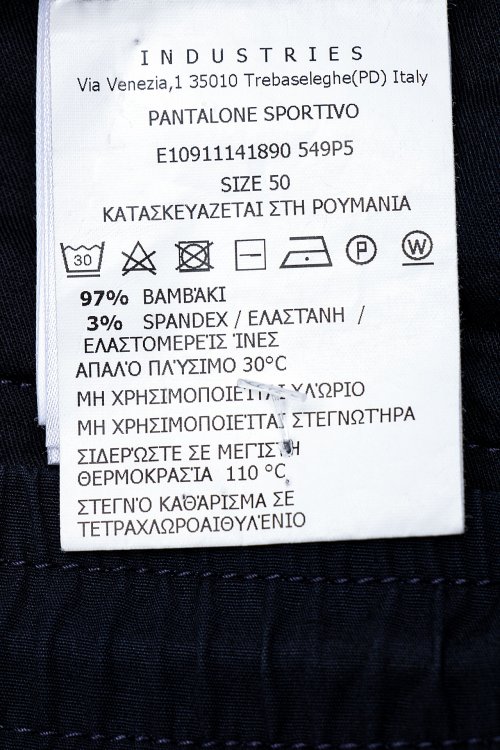 INDUSTRIES
Via Venezia,1 35010 Trebaseleghe(PD) Italy
PANTALONE SPORTIVO
E10911141890 549P5
SIZE 50
ΚΑΤΑΣΚΕΥΑΖΕΤΑΙ ΣΤΗ ΡΟΥΜΑΝΙΑ
30 P W
97% ΒΑΜΒΆΚΙ
3% SPANDEX / ΕΛΑΣΤΆΝΗ /
ΕΛΑΣΤΟΜΕΡΕΊΣ ΊΝΕΣ
ΑΠΑΛΌ ΠΛΎΣΙΜΟ 30°C
ΜΗ ΧΡΗΣΙΜΟΠΟΙΕΊΤΑΙ ΧΛΏΡΙΟ
ΜΗ ΧΡΗΣΙΜΟΠΟΙΕΊΤΑΙ ΣΤΕΓΝΩΤΉΡΑ
ΣΙΔΕΡΏΣΤΕ ΣΕ ΜΕΓΊΣΤΗ
ΘΕΡΜΟΚΡΑΣΊΑ 110 °C
ΣΤΕΓΝΌ ΚΑΘΆΡΙΣΜΑ ΣΕ
ΤΕΤΡΑΧΛΩΡΟΑΙΘΥΛΈΝΙΟ